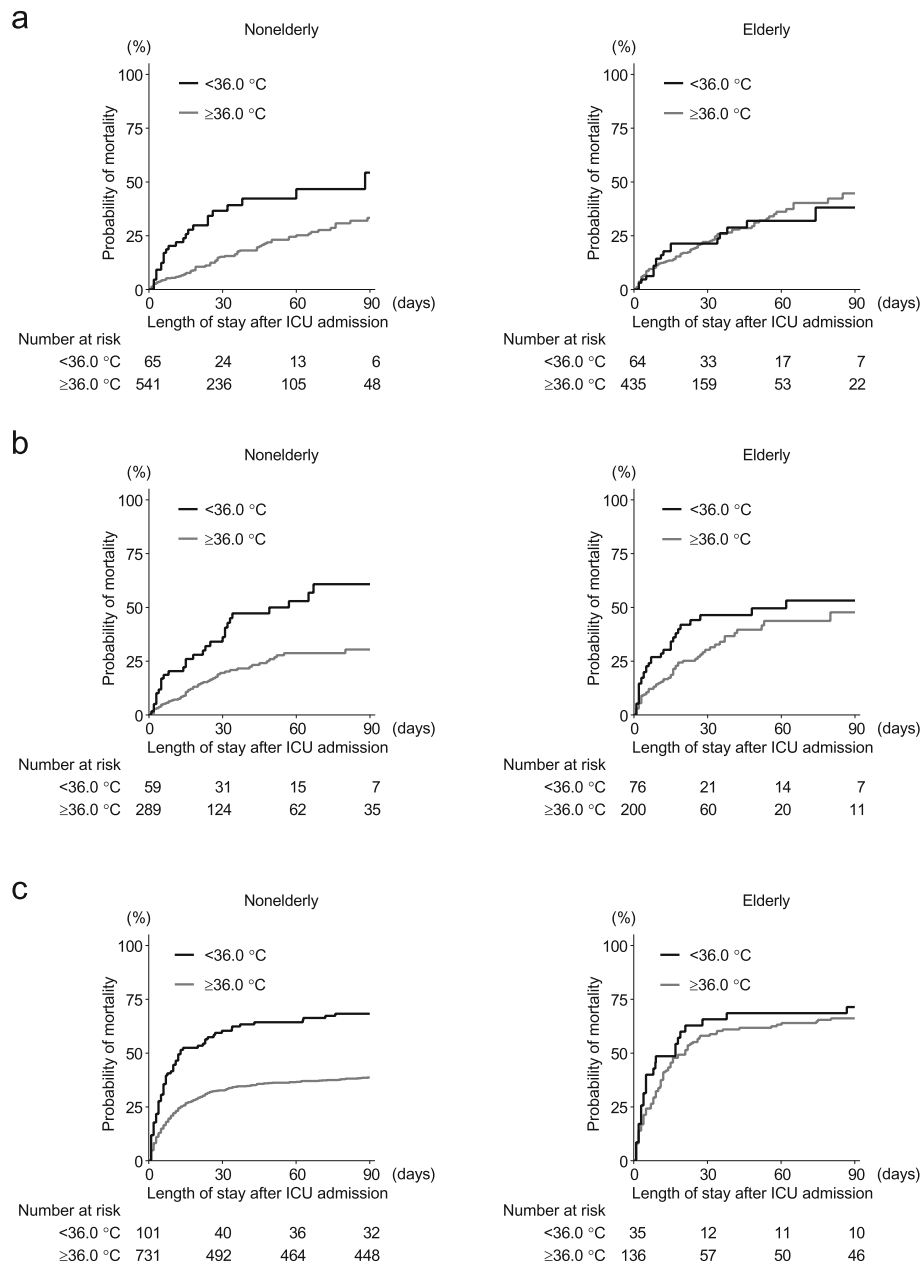 a
Nonelderly
(%)
100
75
50
25
0
Probability of mortality
<36.0 °C
≥36.0 °C
0 30 60 90 (days)
Length of stay after ICU admission
Number at risk
<36.0 °C 65 24 13 6
≥36.0 °C 541 236 105 48
Elderly
(%)
100
75
50
25
0
Probability of mortality
<36.0 °C
≥36.0 °C
0 30 60 90 (days)
Length of stay after ICU admission
Number at risk
<36.0 °C 64 33 17 7
≥36.0 °C 435 159 53 22
b
Nonelderly
(%)
100
75
50
25
0
Probability of mortality
<36.0 °C
≥36.0 °C
0 30 60 90 (days)
Length of stay after ICU admission
Number at risk
<36.0 °C 59 31 15 7
≥36.0 °C 289 124 62 35
Elderly
(%)
100
75
50
25
0
Probability of mortality
<36.0 °C
≥36.0 °C
0 30 60 90 (days)
Length of stay after ICU admission
Number at risk
<36.0 °C 76 21 14 7
≥36.0 °C 200 60 20 11
c
Nonelderly
(%)
100
75
50
25
0
Probability of mortality
<36.0 °C
≥36.0 °C
0 30 60 90 (days)
Length of stay after ICU admission
Number at risk
<36.0 °C 101 40 36 32
≥36.0 °C 731 492 464 448
Elderly
(%)
100
75
50
25
0
Probability of mortality
<36.0 °C
≥36.0 °C
0 30 60 90 (days)
Length of stay after ICU admission
Number at risk
<36.0 °C 35 12 11 10
≥36.0 °C 136 57 50 46